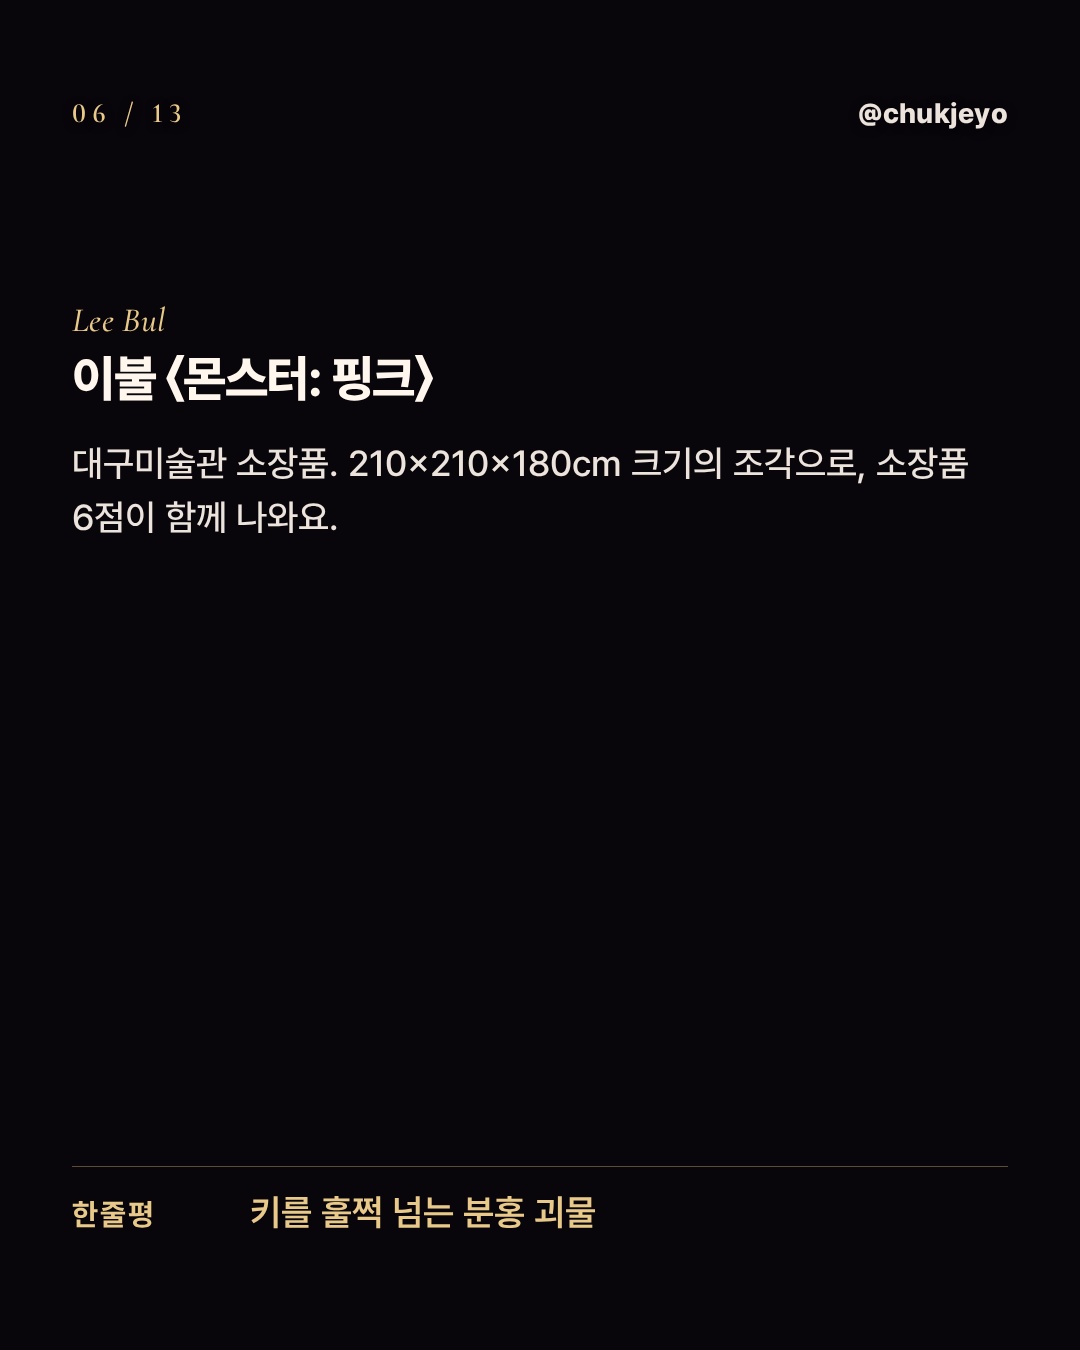 06 / 13
@chukjeyo
Lee Bul
이불 〈몬스터: 핑크〉
대구미술관 소장품. 210×210×180cm 크기의 조각으로, 소장품
6점이 함께 나와요.
한줄평
키를 훌쩍 넘는 분홍 괴물